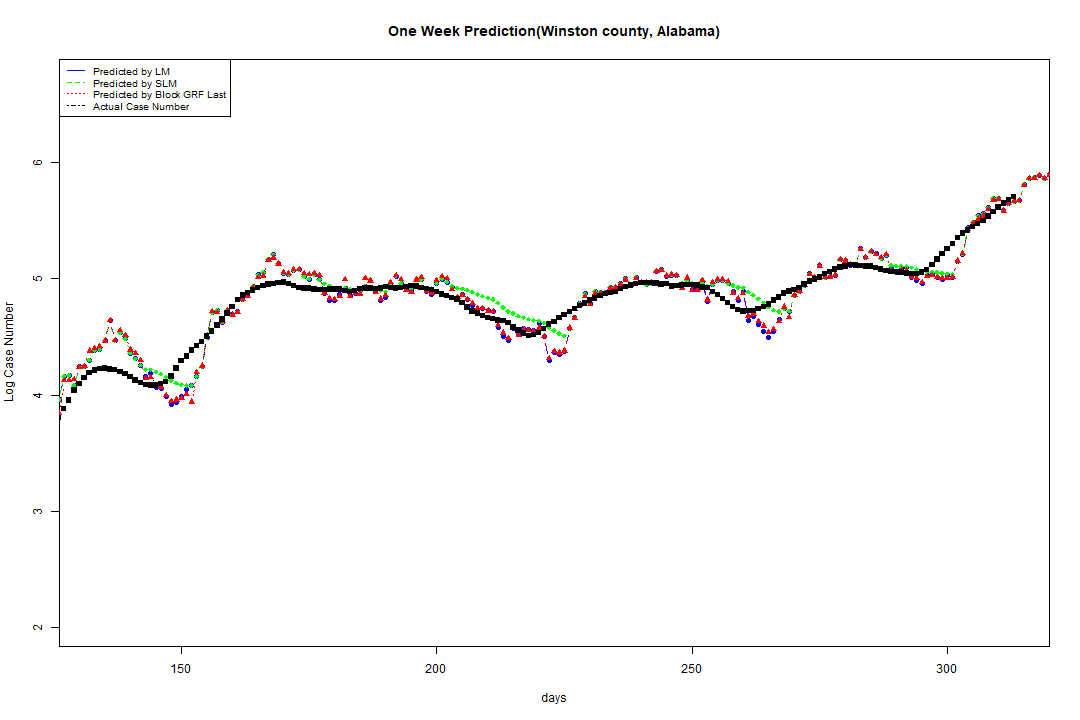 One Week Prediction(Winston county, Alabama)
Predicted by LM
Predicted by SLM
Predicted by Block GRF Last
Actual Case Number
Log Case Number
6
5
4
3
2
150 200 250 300
days